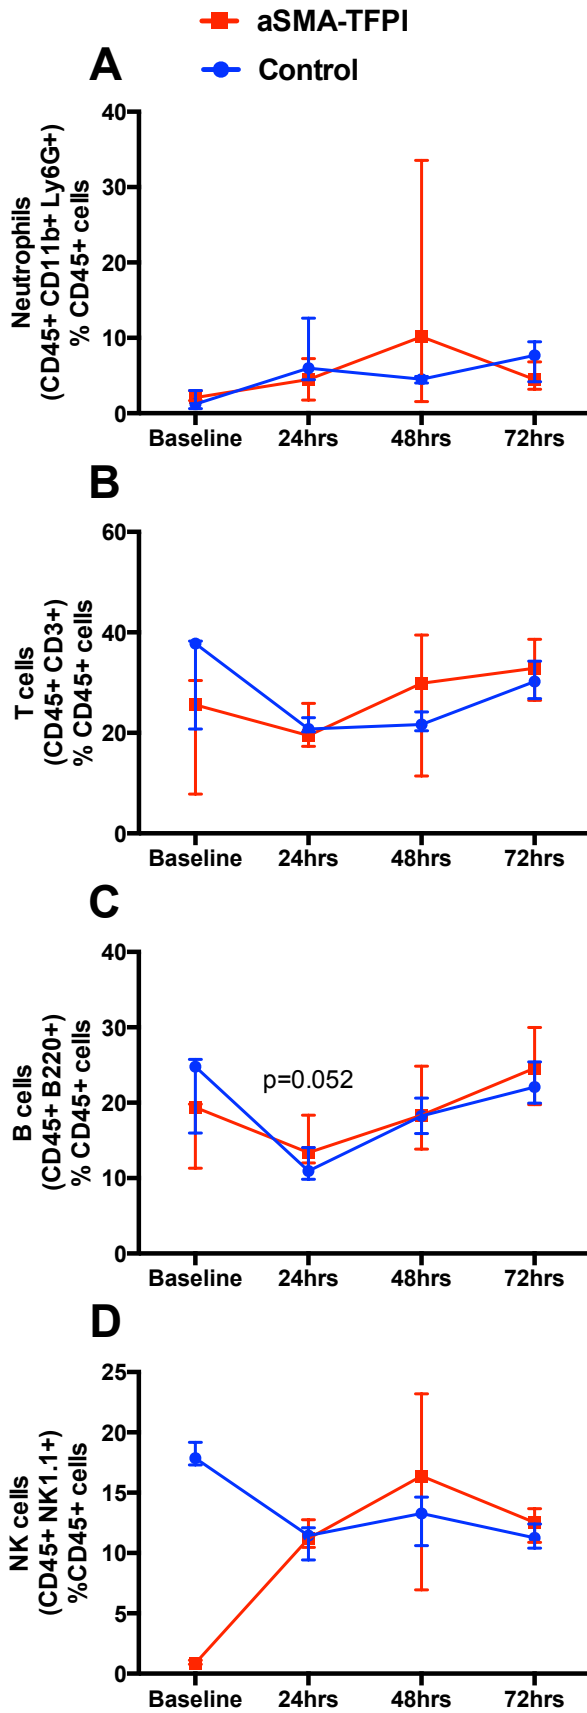 aSMA-TFPI
Control
A
Neutrophils
(CD45+ CD11b+ Ly6G+)
% CD45+ cells
40
30
20
10
0
Baseline 24hrs 48hrs 72hrs
B
T cells
(CD45+ CD3+)
% CD45+ cells
60
40
20
0
Baseline 24hrs 48hrs 72hrs
C
B cells
(CD45+ B220+)
% CD45+ cells
40
30
20
10
0
p=0.052
Baseline 24hrs 48hrs 72hrs
D
NK cells
(CD45+ NK1.1+)
%CD45+ cells
25
20
15
10
5
0
Baseline 24hrs 48hrs 72hrs